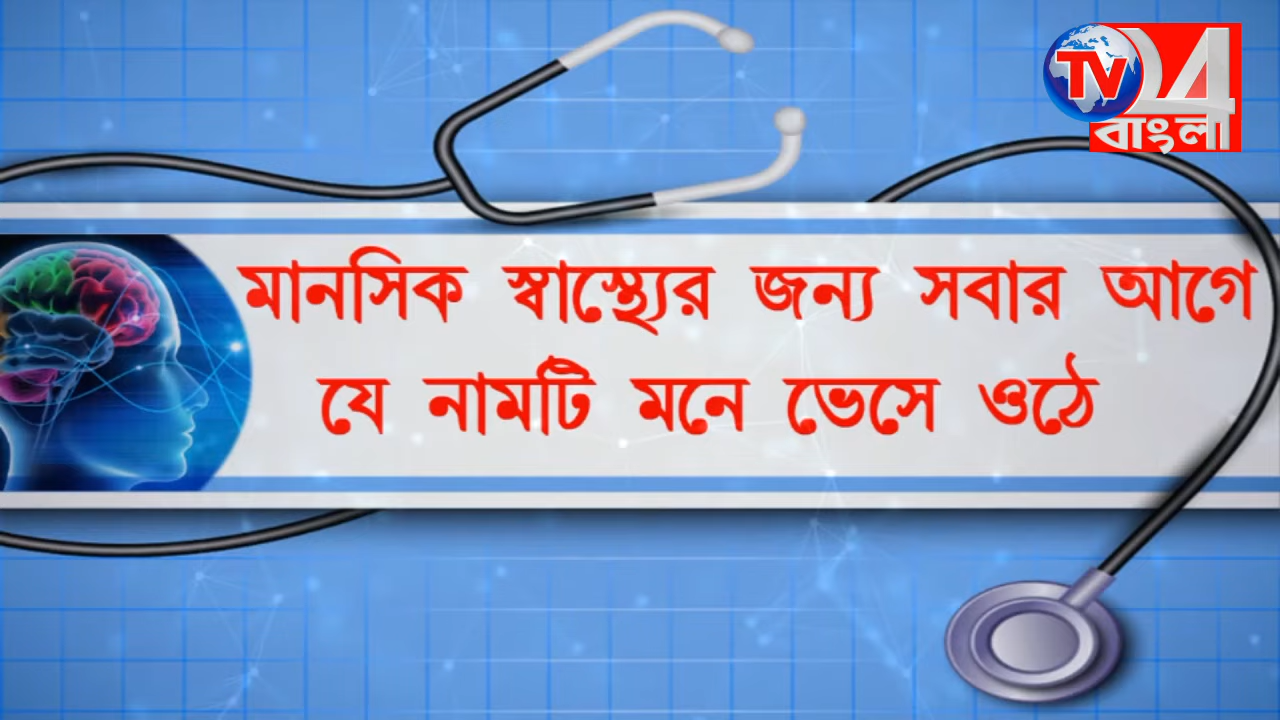 TV 24
বাংলা
মানসিক স্বাস্থ্যের জন্য সবার আগে
যে নামটি মনে ভেসে ওঠে